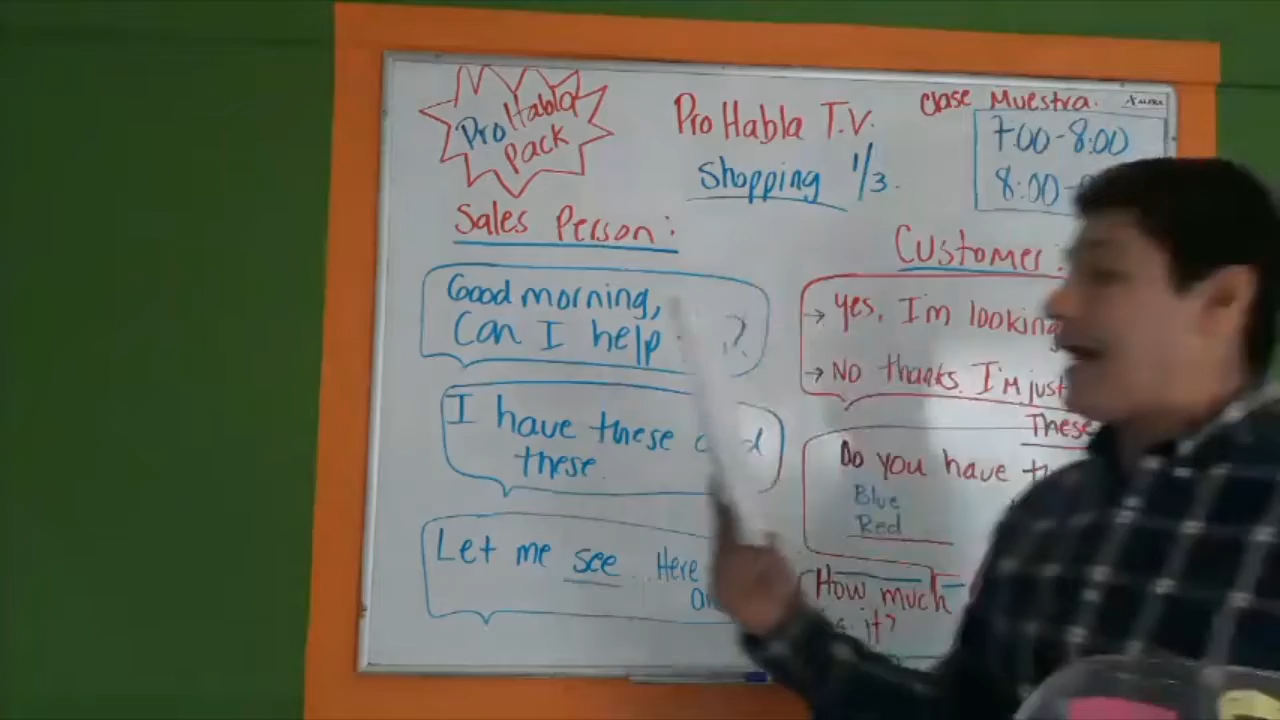 Pro Habla
Pack
Pro Habla T.V.
Shopping 1/3.
Clase Muestra.
7:00-8:00
8:00-
Sales Person:
Good morning,
Can I help ?
I have these
these.
Let me see. Here
Customer:
→ Yes, I'm looking
→ No thanks. I'm just
These
Do you have
Blue
Red
How much
it?